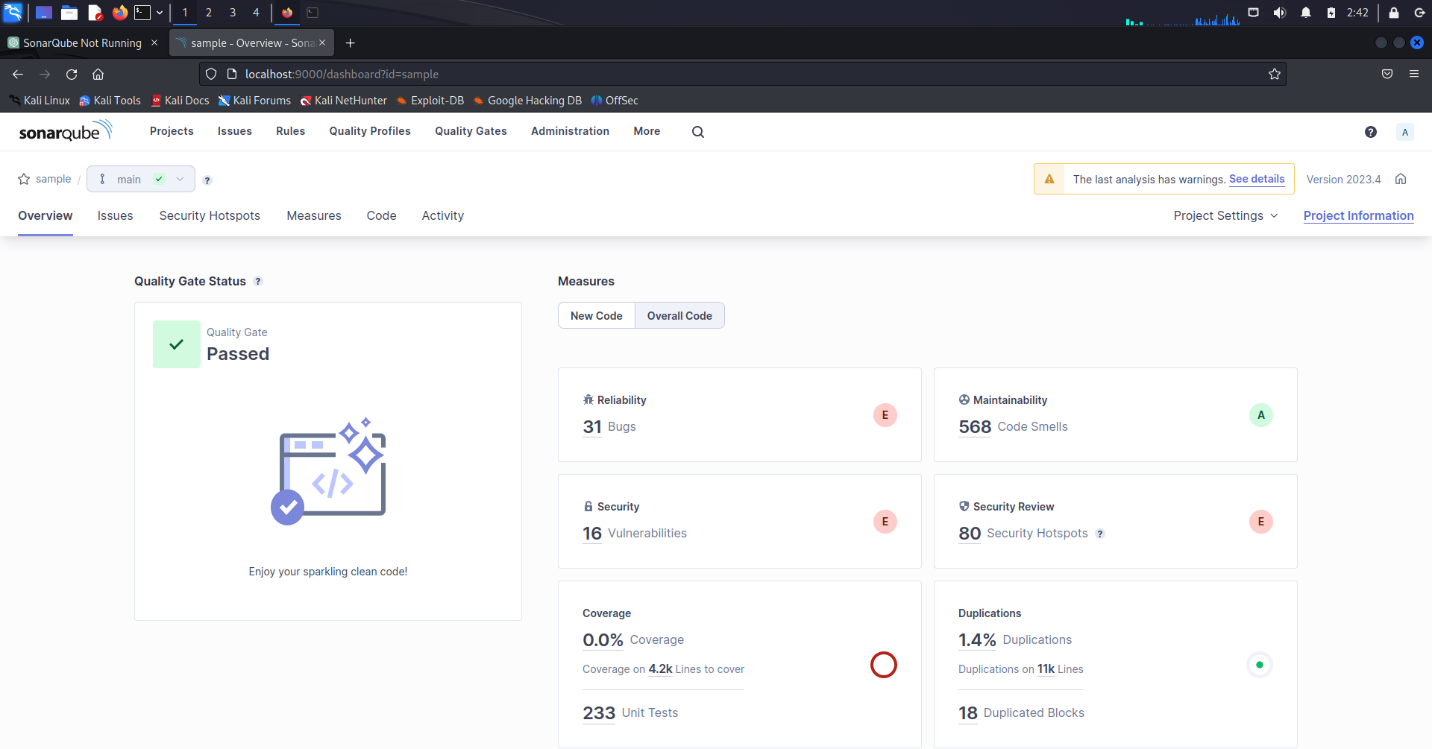 1 2 3 4 2:42
SonarQube Not Running × sample - Overview - Sona × +
localhost:9000/dashboard?id=sample
Kali Linux Kali Tools Kali Docs Kali Forums Kali NetHunter Exploit-DB Google Hacking DB OffSec
sonarqube Projects Issues Rules Quality Profiles Quality Gates Administration More ? A
sample / main ? The last analysis has warnings. See details Version 2023.4
Overview Issues Security Hotspots Measures Code Activity Project Settings Project Information
Quality Gate Status ?
Quality Gate
Passed
</>
Enjoy your sparkling clean code!
Measures
New Code Overall Code
Reliability
31 Bugs E
Maintainability
568 Code Smells A
Security
16 Vulnerabilities E
Security Review
80 Security Hotspots ? E
Coverage
0.0% Coverage
Coverage on 4.2k Lines to cover
233 Unit Tests
Duplications
1.4% Duplications
Duplications on 11k Lines
18 Duplicated Blocks